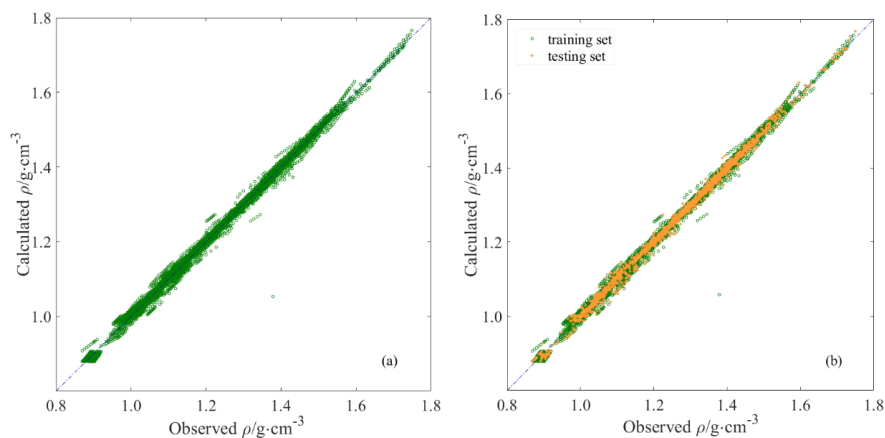 1.8
1.6
1.4
1.2
1.0
0.8
1.0
1.2
1.4
1.6
1.8
Calculated ρ/g·cm⁻³
Observed ρ/g·cm⁻³
(a)
1.8
1.6
1.4
1.2
1.0
0.8
1.0
1.2
1.4
1.6
1.8
Calculated ρ/g·cm⁻³
Observed ρ/g·cm⁻³
training set
testing set
(b)